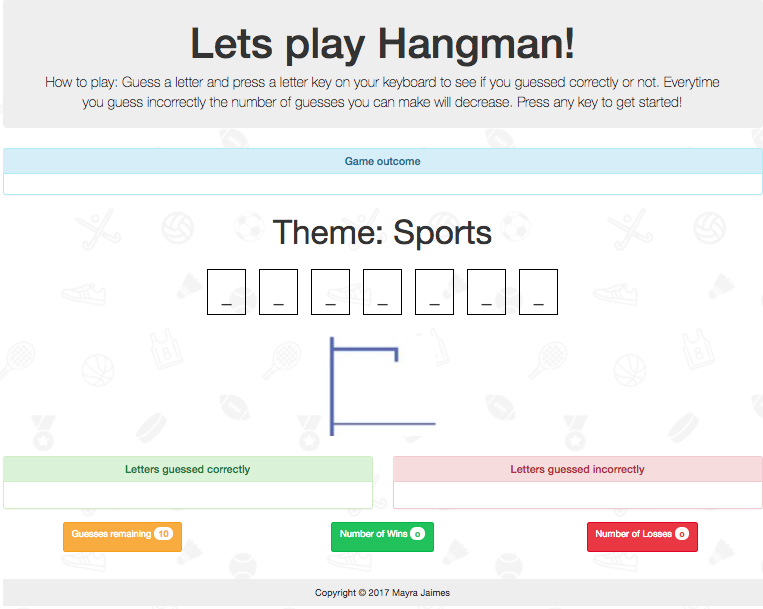 Lets play Hangman!
How to play: Guess a letter and press a letter key on your keyboard to see if you guessed correctly or not. Everytime
you guess incorrectly the number of guesses you can make will decrease. Press any key to get started!
Game outcome
Theme: Sports
_ _ _ _ _ _ _
Letters guessed correctly
Letters guessed incorrectly
Guesses remaining 10
Number of Wins 0
Number of Losses 0
Copyright © 2017 Mayra Jaimes